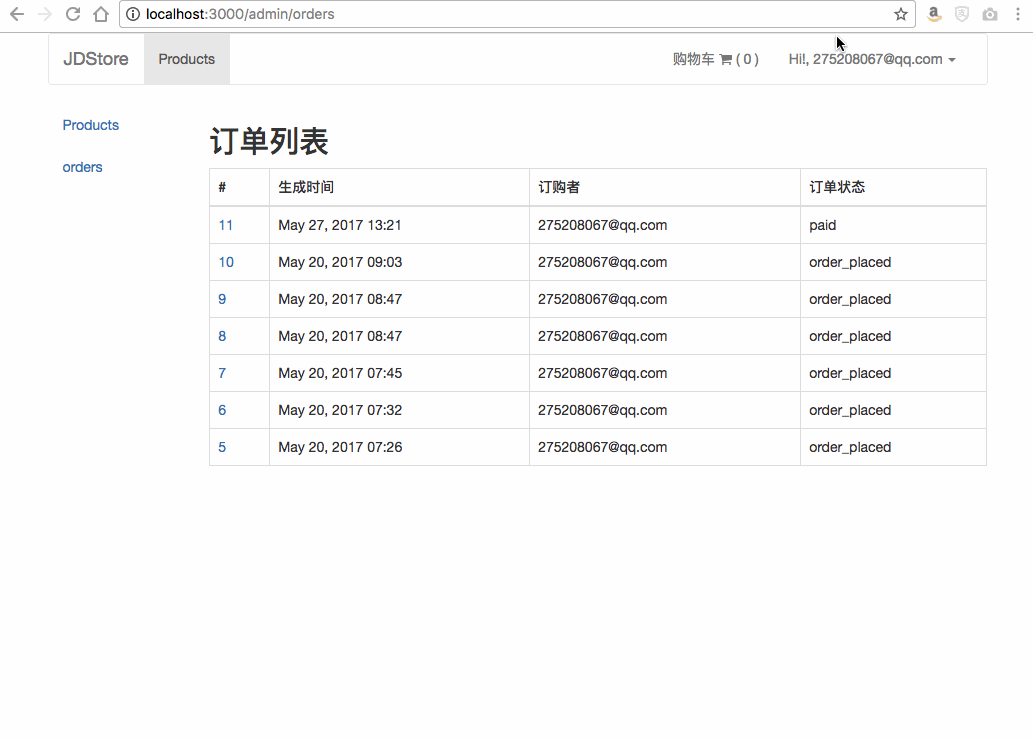 localhost:3000/admin/orders
JDStore Products 购物车 ( 0 ) Hi!, 275208067@qq.com
Products
orders
订单列表
# 生成时间 订购者 订单状态
11 May 27, 2017 13:21 275208067@qq.com paid
10 May 20, 2017 09:03 275208067@qq.com order_placed
9 May 20, 2017 08:47 275208067@qq.com order_placed
8 May 20, 2017 08:47 275208067@qq.com order_placed
7 May 20, 2017 07:45 275208067@qq.com order_placed
6 May 20, 2017 07:32 275208067@qq.com order_placed
5 May 20, 2017 07:26 275208067@qq.com order_placed